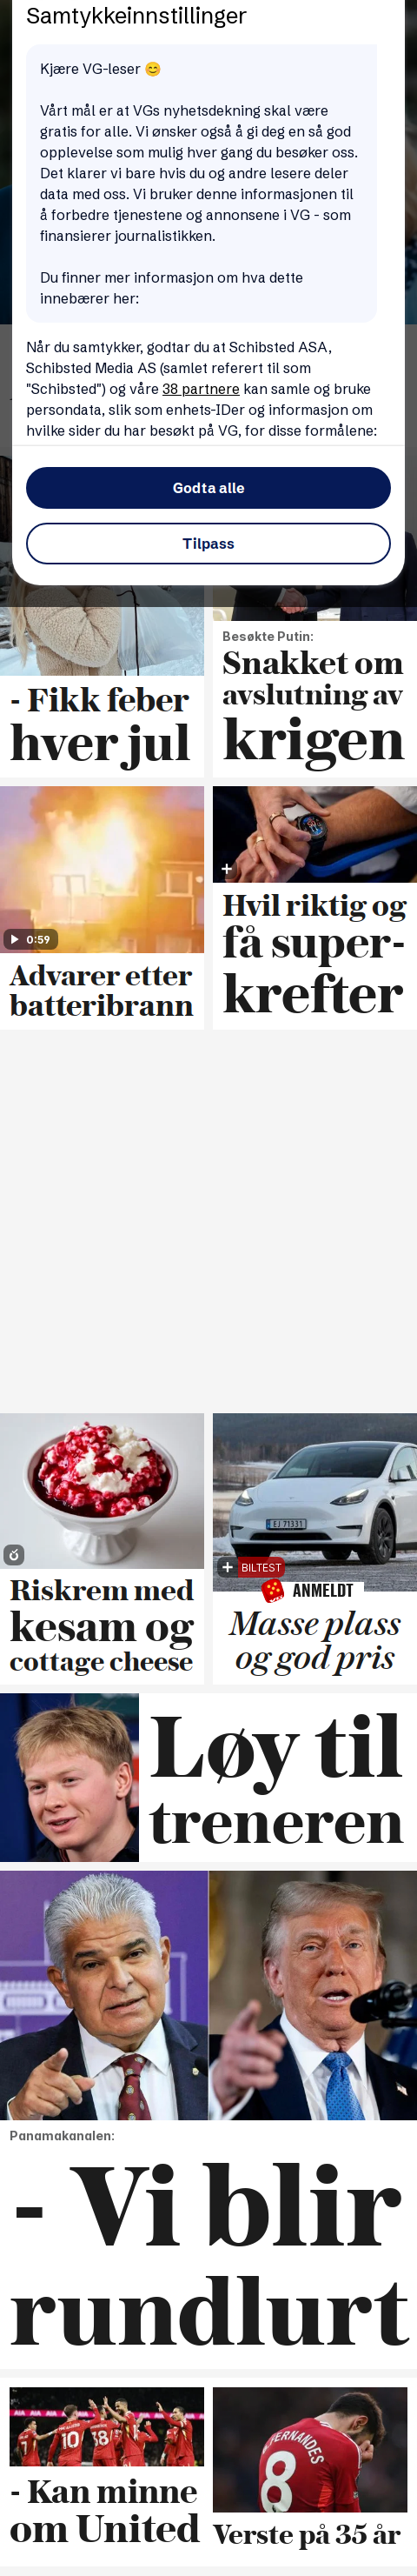 Samtykkeinnstillinger
Kjære VG-leser 😊
Vårt mål er at VGs nyhetsdekning skal være
gratis for alle. Vi ønsker også å gi deg en så god
opplevelse som mulig hver gang du besøker oss.
Det klarer vi bare hvis du og andre lesere deler
data med oss. Vi bruker denne informasjonen til
å forbedre tjenestene og annonsene i VG - som
finansierer journalistikken.
Du finner mer informasjon om hva dette
innebærer her:
Når du samtykker, godtar du at Schibsted ASA,
Schibsted Media AS (samlet referert til som
"Schibsted") og våre 38 partnere kan samle og bruke
persondata, slik som enhets-IDer og informasjon om
hvilke sider du har besøkt på VG, for disse formålene:
Godta alle
Tilpass
- Fikk feber
hver jul
Besøkte Putin:
Snakket om
avslutning av
krigen
0:59
Advarer etter
batteribrann
Hvil riktig og
få super-
krefter
Riskrem med
kesam og
cottage cheese
EJ 71331
BILTEST
ANMELDT
Masse plass
og god pris
Løy til
treneren
Panamakanalen:
- Vi blir
rundlurt
- Kan minne
om United
FERNANDES
8
Verste på 35 år